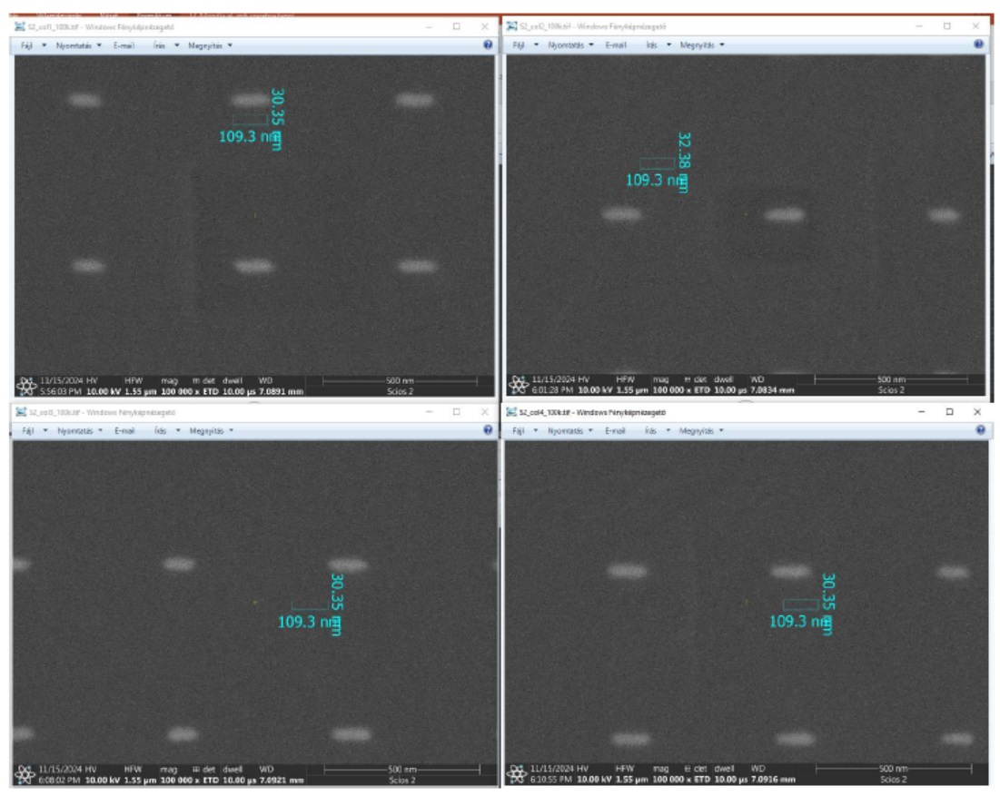 S2_col1_100k.tif - Windows Fényképnézegető
Fájl Nyomtatás E-mail Írás Megnyitás
30.35 nm
109.3 nm
11/15/2024 HV HFW mag det dwell WD 500 nm
5:56:03 PM 10.00 kV 1.55 µm 100 000 x ETD 10.00 µs 7.0891 mm Scios 2
S2_col2_100k.tif - Windows Fényképnézegető
Fájl Nyomtatás E-mail Írás Megnyitás
32.38 nm
109.3 nm
11/15/2024 HV HFW mag det dwell WD 500 nm
6:01:28 PM 10.00 kV 1.55 µm 100 000 x ETD 10.00 µs 7.0834 mm Scios 2
S2_col3_100k.tif - Windows Fényképnézegető
Fájl Nyomtatás E-mail Írás Megnyitás
30.35 nm
109.3 nm
11/15/2024 HV HFW mag det dwell WD 500 nm
6:08:02 PM 10.00 kV 1.55 µm 100 000 x ETD 10.00 µs 7.0921 mm Scios 2
S2_col4_100k.tif - Windows Fényképnézegető
Fájl Nyomtatás E-mail Írás Megnyitás
30.35 nm
109.3 nm
11/15/2024 HV HFW mag det dwell WD 500 nm
6:10:55 PM 10.00 kV 1.55 µm 100 000 x ETD 10.00 µs 7.0916 mm Scios 2